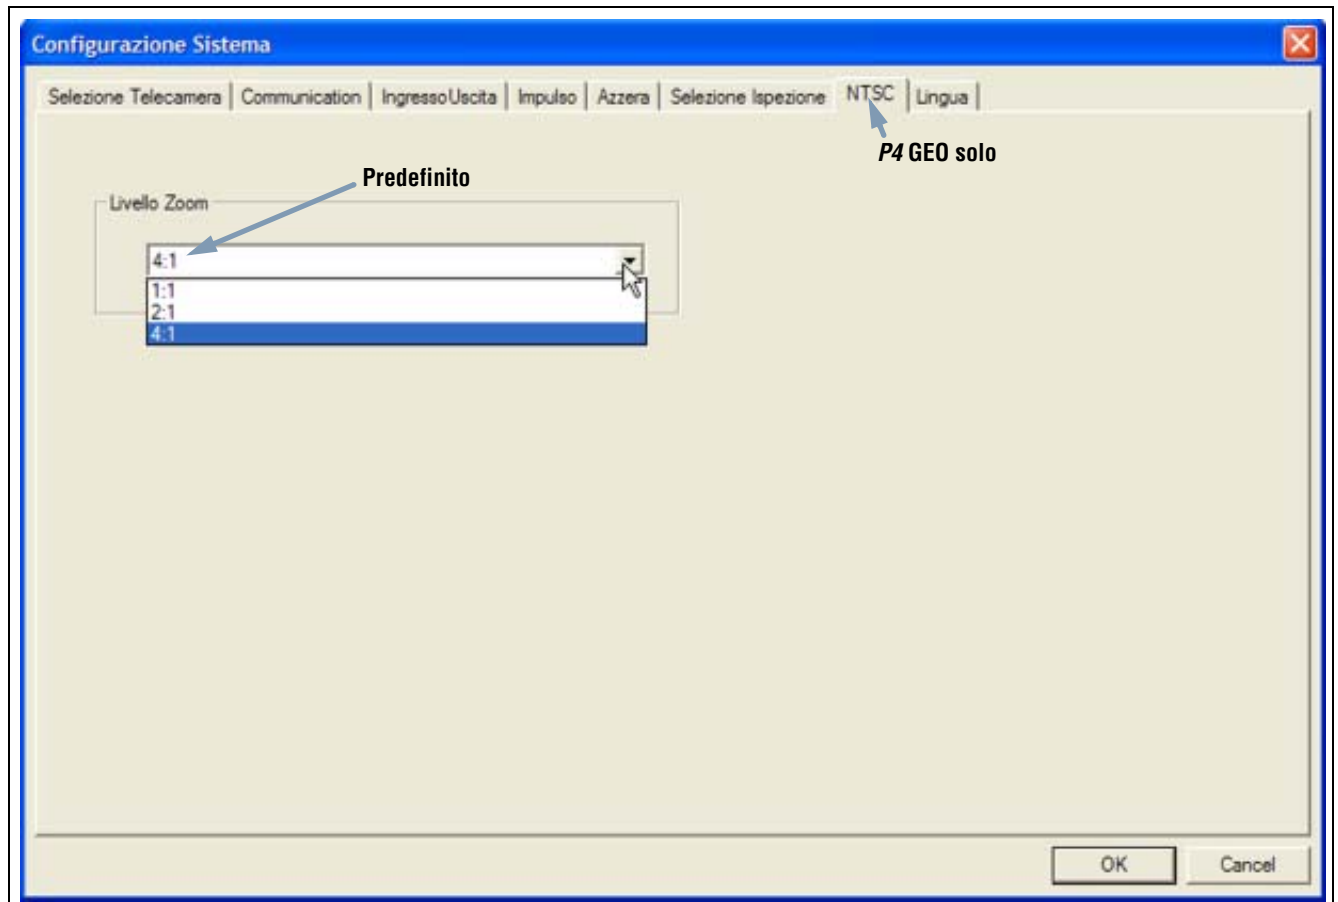 Configurazione Sistema
Selezione Telecamera Communication IngressoUscita Impulso Azzera Selezione Ispezione NTSC Lingua
P4 GEO solo
Predefinito
Livello Zoom
4:1
1:1
2:1
4:1
OK Cancel